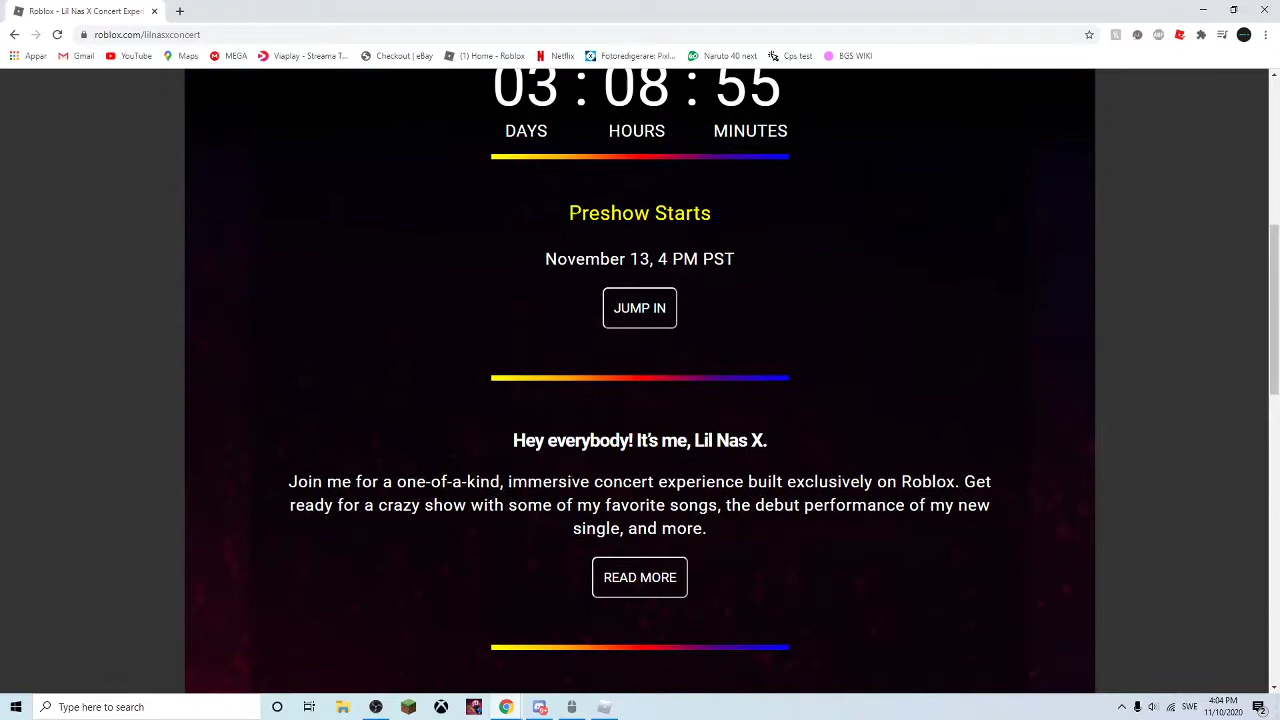 Roblox - Lil Nas X Concert Experi
roblox.com/lilnasxconcert
Appar Gmail YouTube Maps MEGA Viaplay - Streama T... Checkout | eBay (1) Home - Roblox Netflix Fotoredigerare: Pixl... Naruto 40 next Cps test BGS WIKI
03 : 08 : 55
DAYS HOURS MINUTES
Preshow Starts
November 13, 4 PM PST
JUMP IN
Hey everybody! It's me, Lil Nas X.
Join me for a one-of-a-kind, immersive concert experience built exclusively on Roblox. Get
ready for a crazy show with some of my favorite songs, the debut performance of my new
single, and more.
READ MORE
Type here to search
SWE
4:04 PM
11/10/2020
2